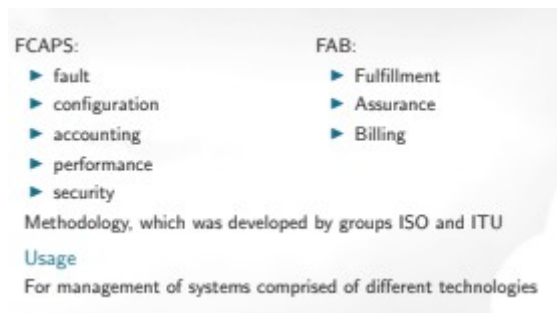 FCAPS:
► fault
► configuration
► accounting
► performance
► security
FAB:
► Fulfillment
► Assurance
► Billing
Methodology, which was developed by groups ISO and ITU
Usage
For management of systems comprised of different technologies